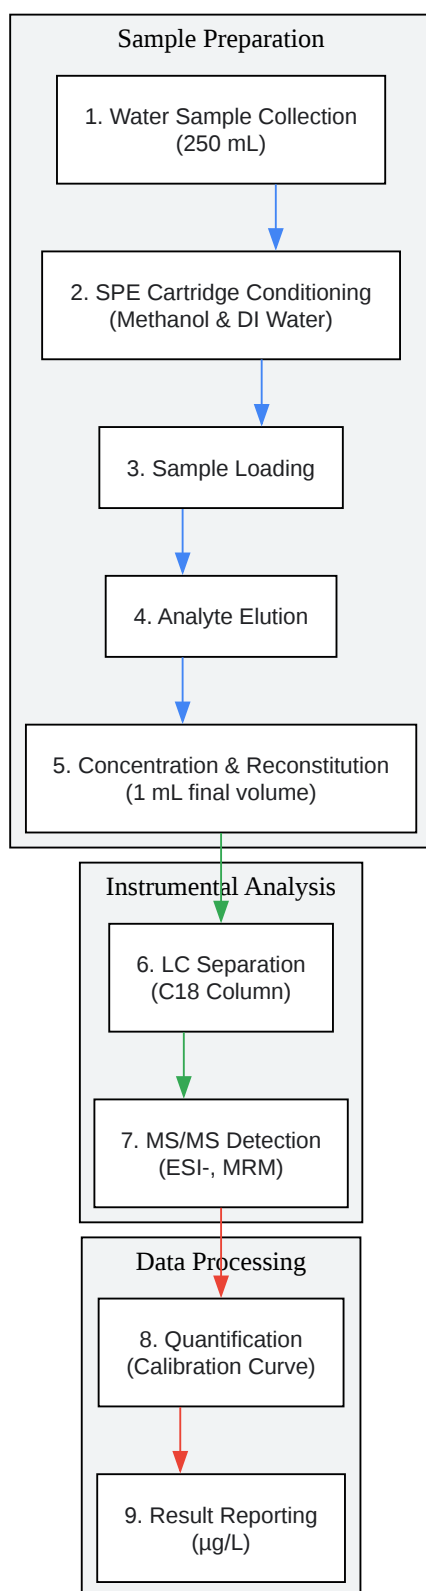 Sample Preparation
1. Water Sample Collection
(250 mL)
2. SPE Cartridge Conditioning
(Methanol & DI Water)
3. Sample Loading
4. Analyte Elution
5. Concentration & Reconstitution
(1 mL final volume)
Instrumental Analysis
6. LC Separation
(C18 Column)
7. MS/MS Detection
(ESI-, MRM)
Data Processing
8. Quantification
(Calibration Curve)
9. Result Reporting
(µg/L)